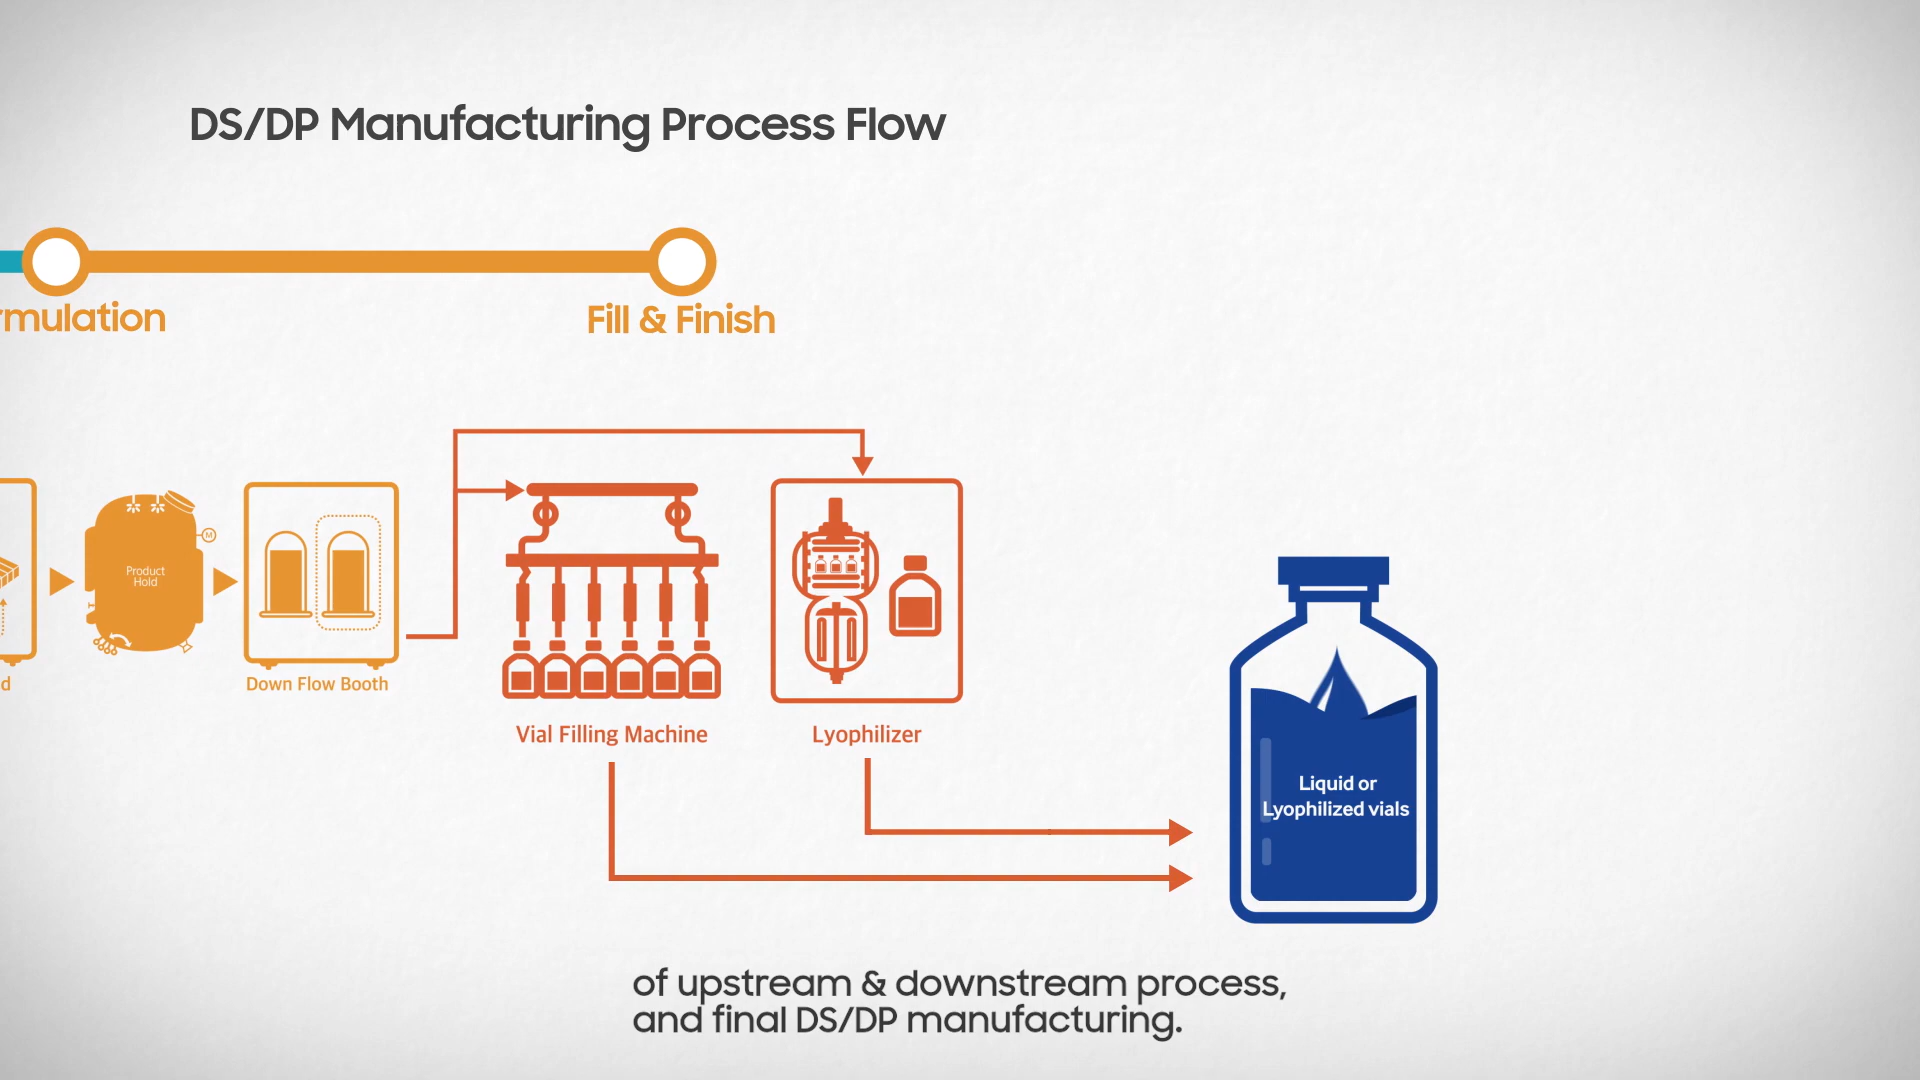 DS/DP Manufacturing Process Flow
rmulation
Fill & Finish
Product
Hold
M
d
Down Flow Booth
Vial Filling Machine
Lyophilizer
Liquid or
Lyophilized vials
of upstream & downstream process,
and final DS/DP manufacturing.